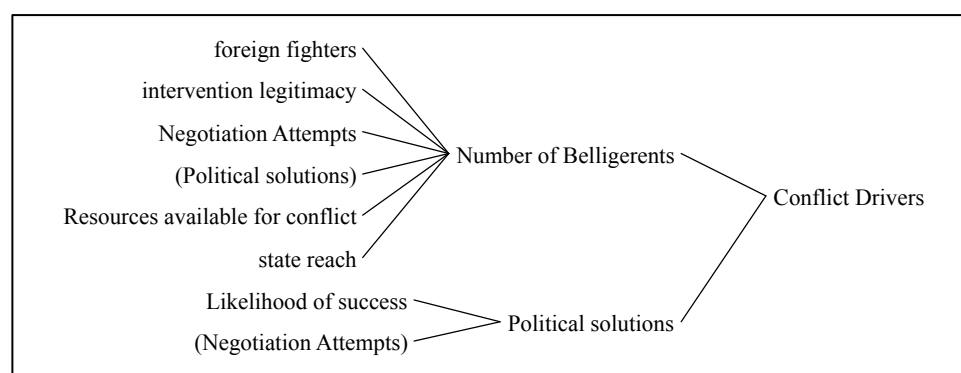 foreign fighters
intervention legitimacy
Negotiation Attempts
(Political solutions)
Resources available for conflict
state reach
Number of Belligerents
Likelihood of success
(Negotiation Attempts)
Political solutions
Conflict Drivers